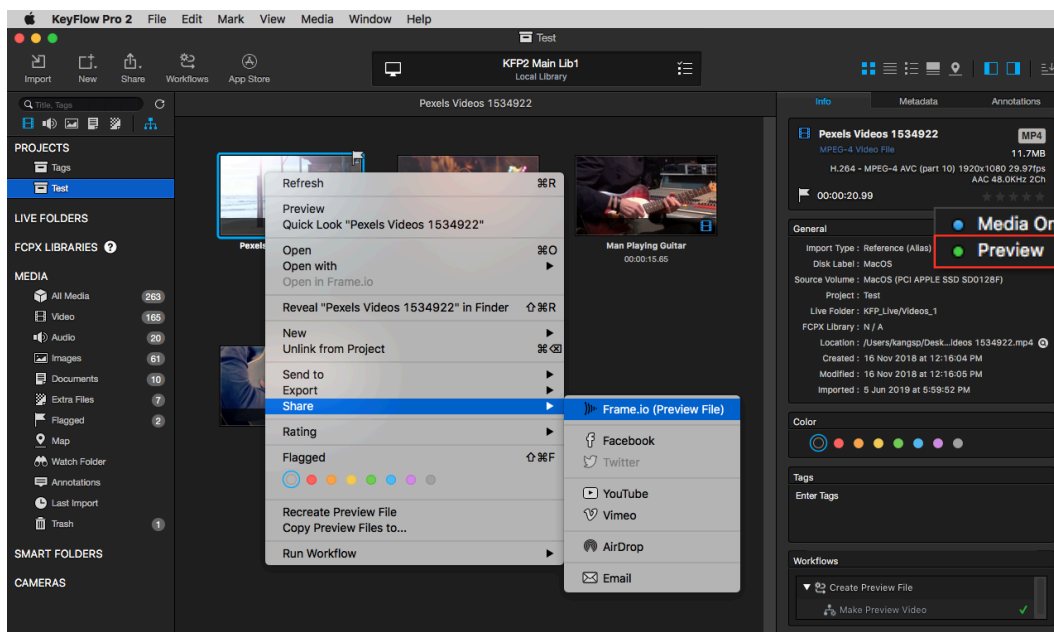 KeyFlow Pro 2 File Edit Mark View Media Window Help
Test
Import New Share Workflows App Store
KFP2 Main Lib1
Local Library
Title, Tags
Pexels Videos 1534922
PROJECTS
Tags
Test
LIVE FOLDERS
FCPX LIBRARIES ?
MEDIA
All Media 263
Video 165
Audio 20
Images 61
Documents 10
Extra Files 7
Flagged 2
Map
Watch Folder
Annotations
Last Import
Trash 1
SMART FOLDERS
CAMERAS
Pexels
Man Playing Guitar
00:00:15.65
Refresh ⌘R
Preview
Quick Look "Pexels Videos 1534922"
Open ⌘O
Open with
Open in Frame.io
Reveal "Pexels Videos 1534922" in Finder ⇧⌘R
New
Unlink from Project ⌘⌫
Send to
Export
Share
Rating
Flagged ⇧⌘F
Recreate Preview File
Copy Preview Files to...
Run Workflow
Frame.io (Preview File)
Facebook
Twitter
YouTube
Vimeo
AirDrop
Email
Info Metadata Annotations
Pexels Videos 1534922 MP4
MPEG-4 Video File 11.7MB
H.264 - MPEG-4 AVC (part 10) 1920x1080 29.97fps
AAC 48.0KHz 2Ch
00:00:20.99
Media On
Preview
General
Import Type : Reference (Alias)
Disk Label : MacOS
Source Volume : MacOS (PCI APPLE SSD SD0128F)
Project : Test
Live Folder : KFP_Live/Videos_1
FCPX Library : N / A
Location : /Users/kangsp/Desk...ideos 1534922.mp4
Created : 16 Nov 2018 at 12:16:04 PM
Modified : 16 Nov 2018 at 12:16:05 PM
Imported : 5 Jun 2019 at 5:59:52 PM
Color
Tags
Enter Tags
Workflows
Create Preview File
Make Preview Video